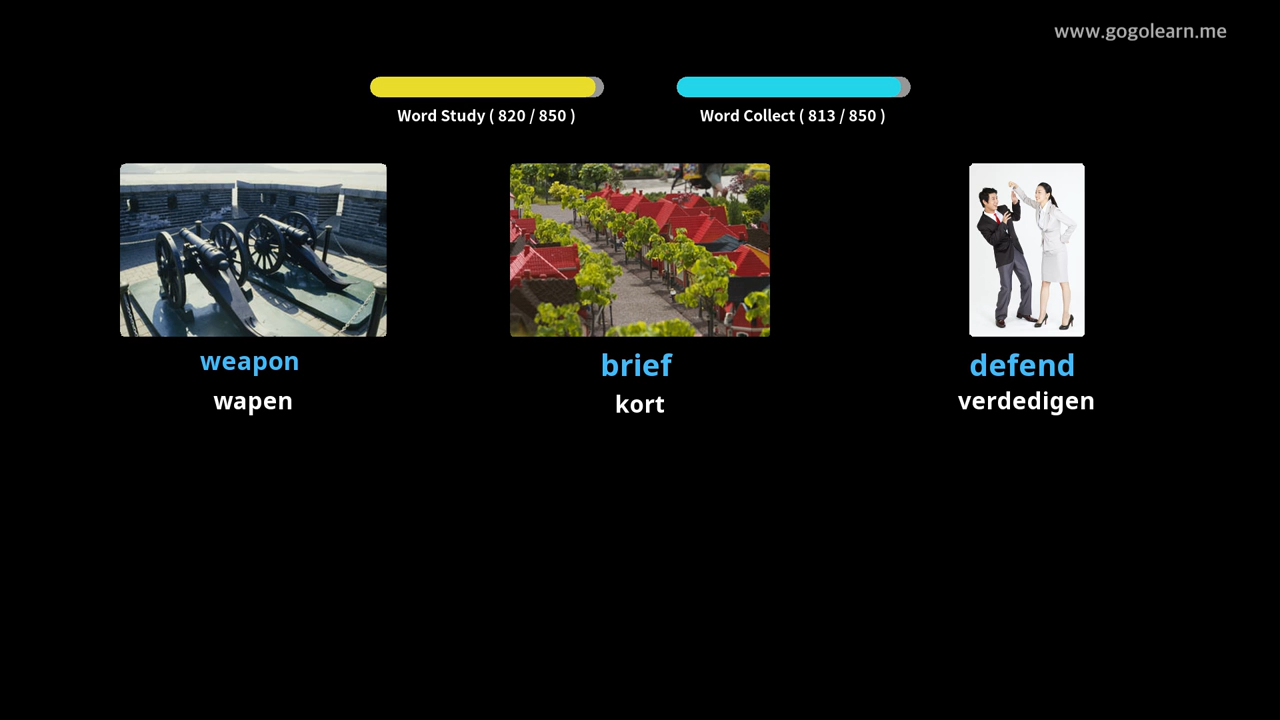 www.gogolearn.me
Word Study ( 820 / 850 )
Word Collect ( 813 / 850 )
weapon
wapen
brief
kort
defend
verdedigen